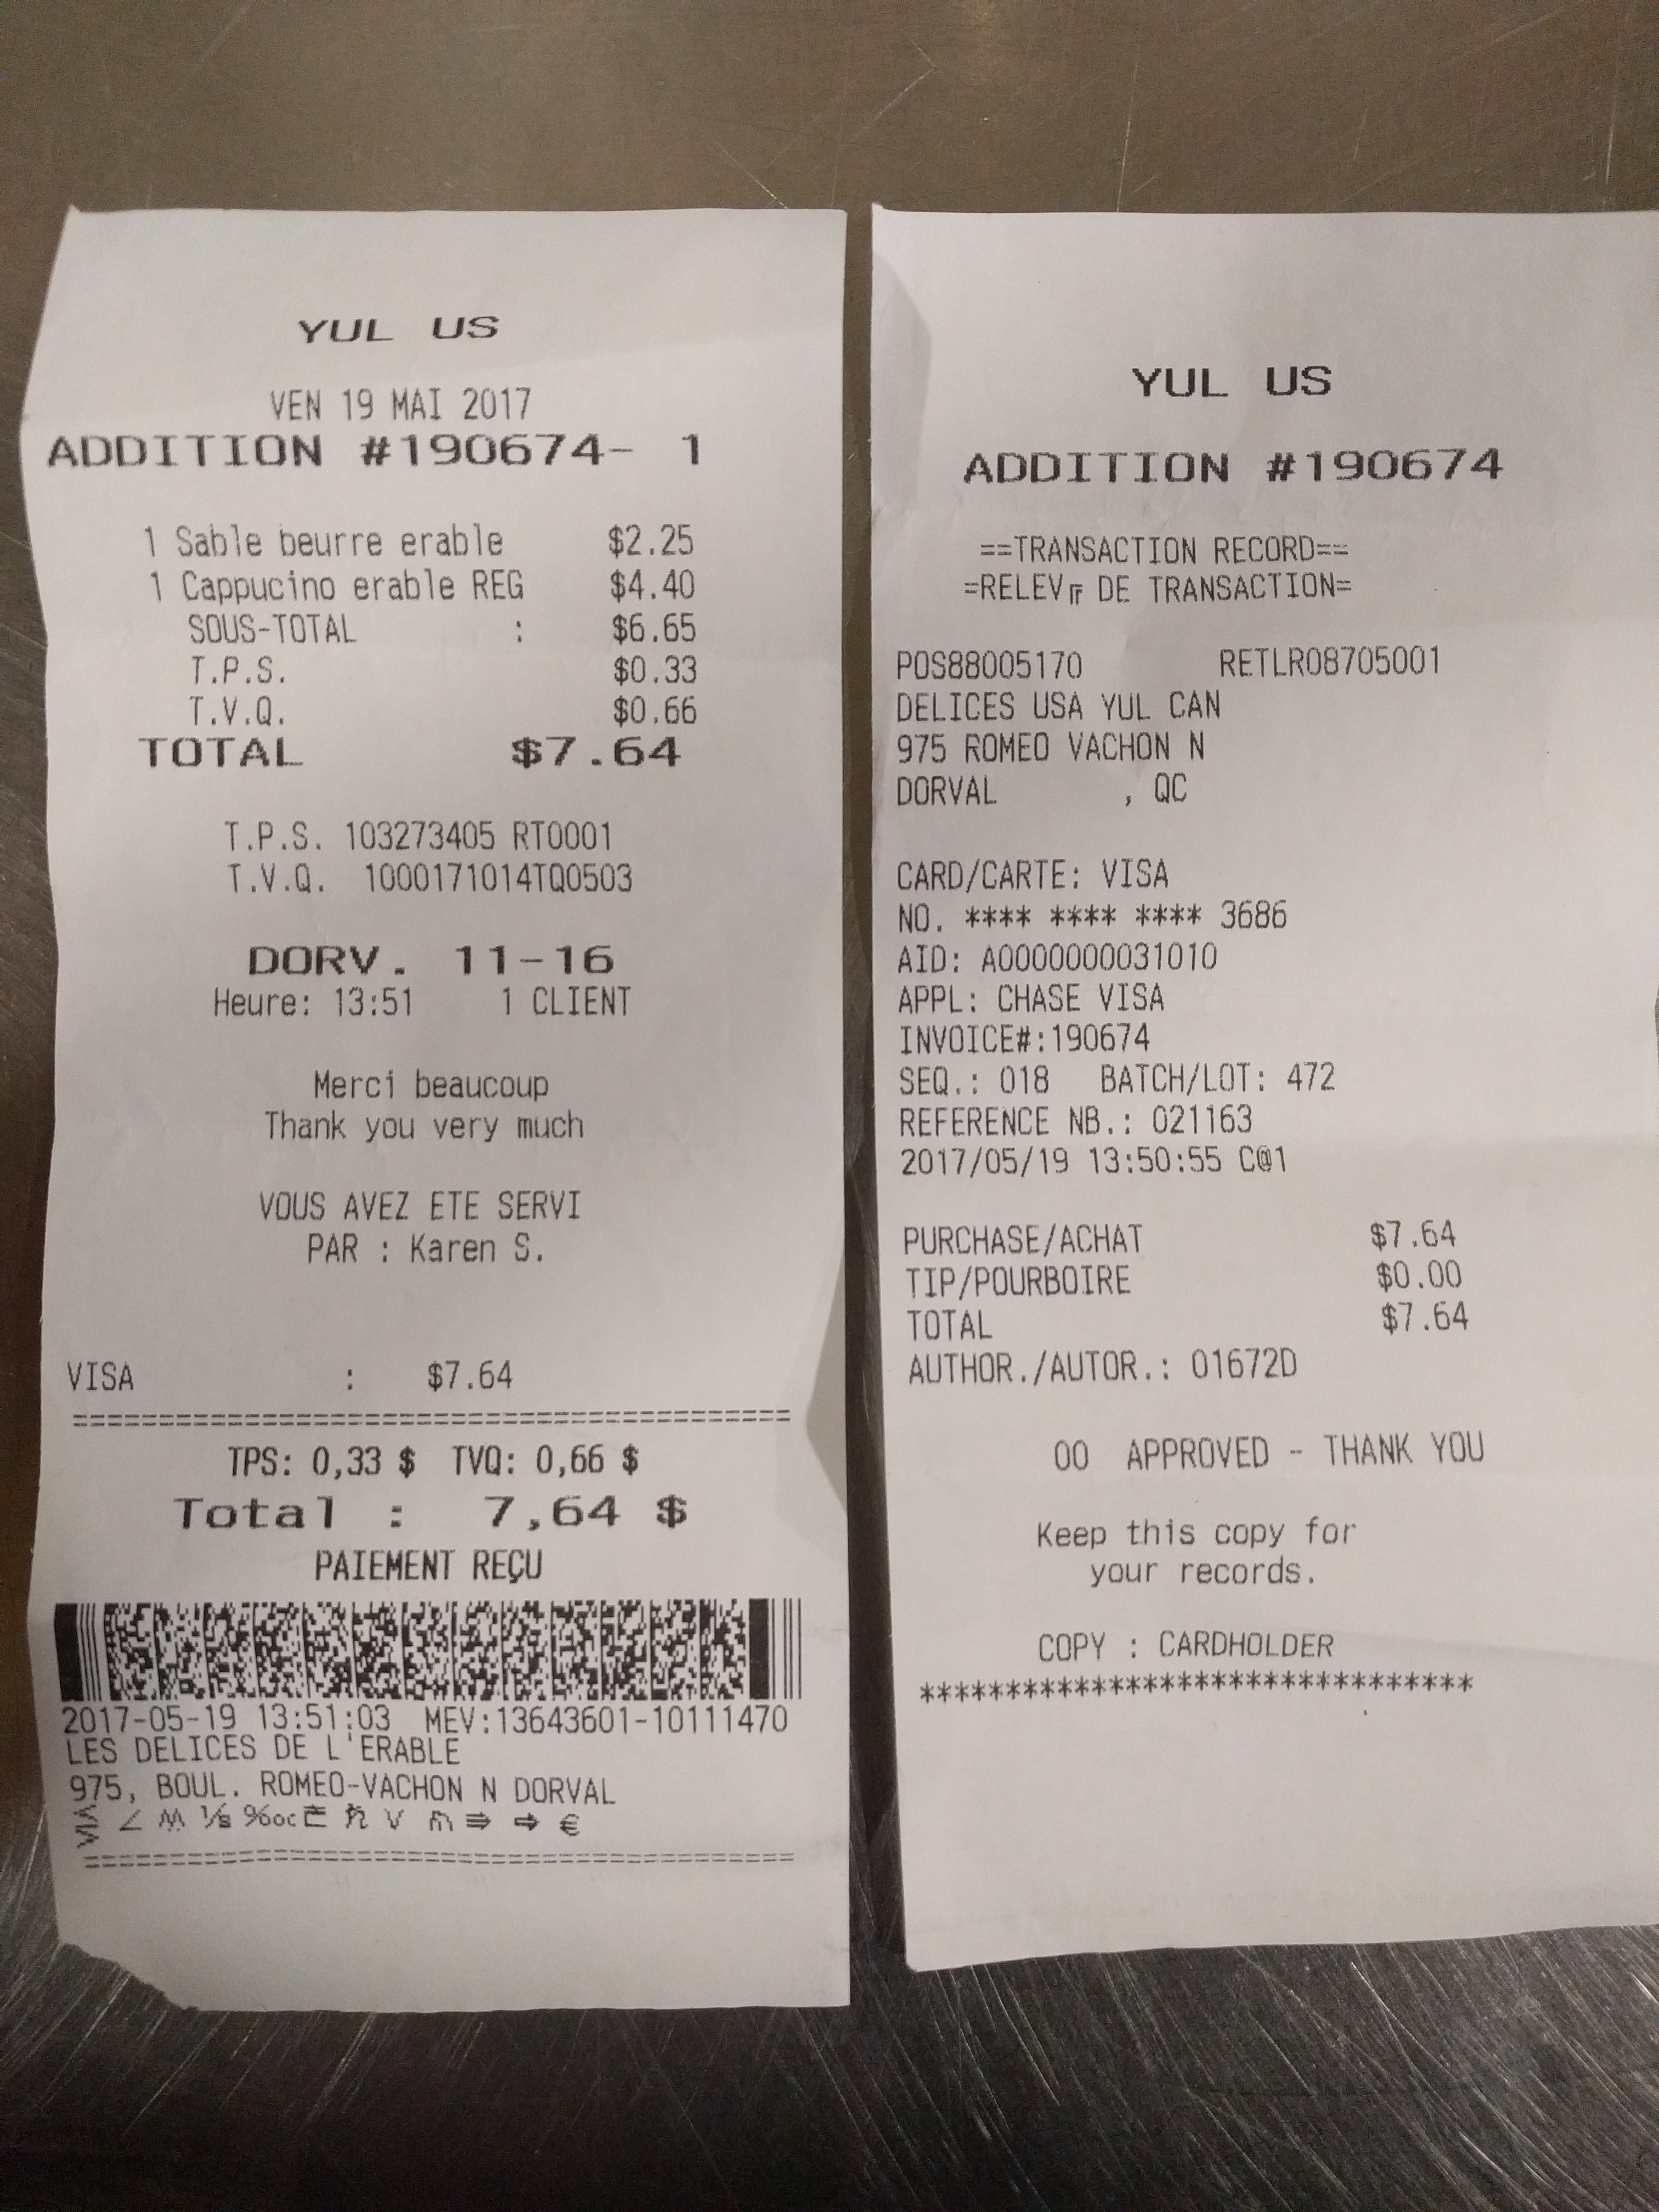 YUL US
VEN 19 MAI 2017
ADDITION #190674- 1
1 Sable beurre erable $2.25
1 Cappucino erable REG $4.40
SOUS-TOTAL : $6.65
T.P.S. $0.33
T.V.Q. $0.66
TOTAL $7.64
T.P.S. 103273405 RT0001
T.V.Q. 1000171014TQ0503
DORV. 11-16
Heure: 13:51 1 CLIENT
Merci beaucoup
Thank you very much
VOUS AVEZ ETE SERVI
PAR : Karen S.
VISA : $7.64
=========================================
TPS: 0,33 $ TVQ: 0,66 $
Total : 7,64 $
PAIEMENT REÇU
2017-05-19 13:51:03 MEV:13643601-10111470
LES DELICES DE L'ERABLE
975, BOUL. ROMEO-VACHON N DORVAL
=========================================
YUL US
ADDITION #190674
==TRANSACTION RECORD==
=RELEV╔ DE TRANSACTION=
POS88005170 RETLR08705001
DELICES USA YUL CAN
975 ROMEO VACHON N
DORVAL , QC
CARD/CARTE: VISA
NO. **** **** **** 3686
AID: A0000000031010
APPL: CHASE VISA
INVOICE#:190674
SEQ.: 018 BATCH/LOT: 472
REFERENCE NB.: 021163
2017/05/19 13:50:55 C@1
PURCHASE/ACHAT $7.64
TIP/POURBOIRE $0.00
TOTAL $7.64
AUTHOR./AUTOR.: 01672D
00 APPROVED - THANK YOU
Keep this copy for
your records.
COPY : CARDHOLDER
*********************************